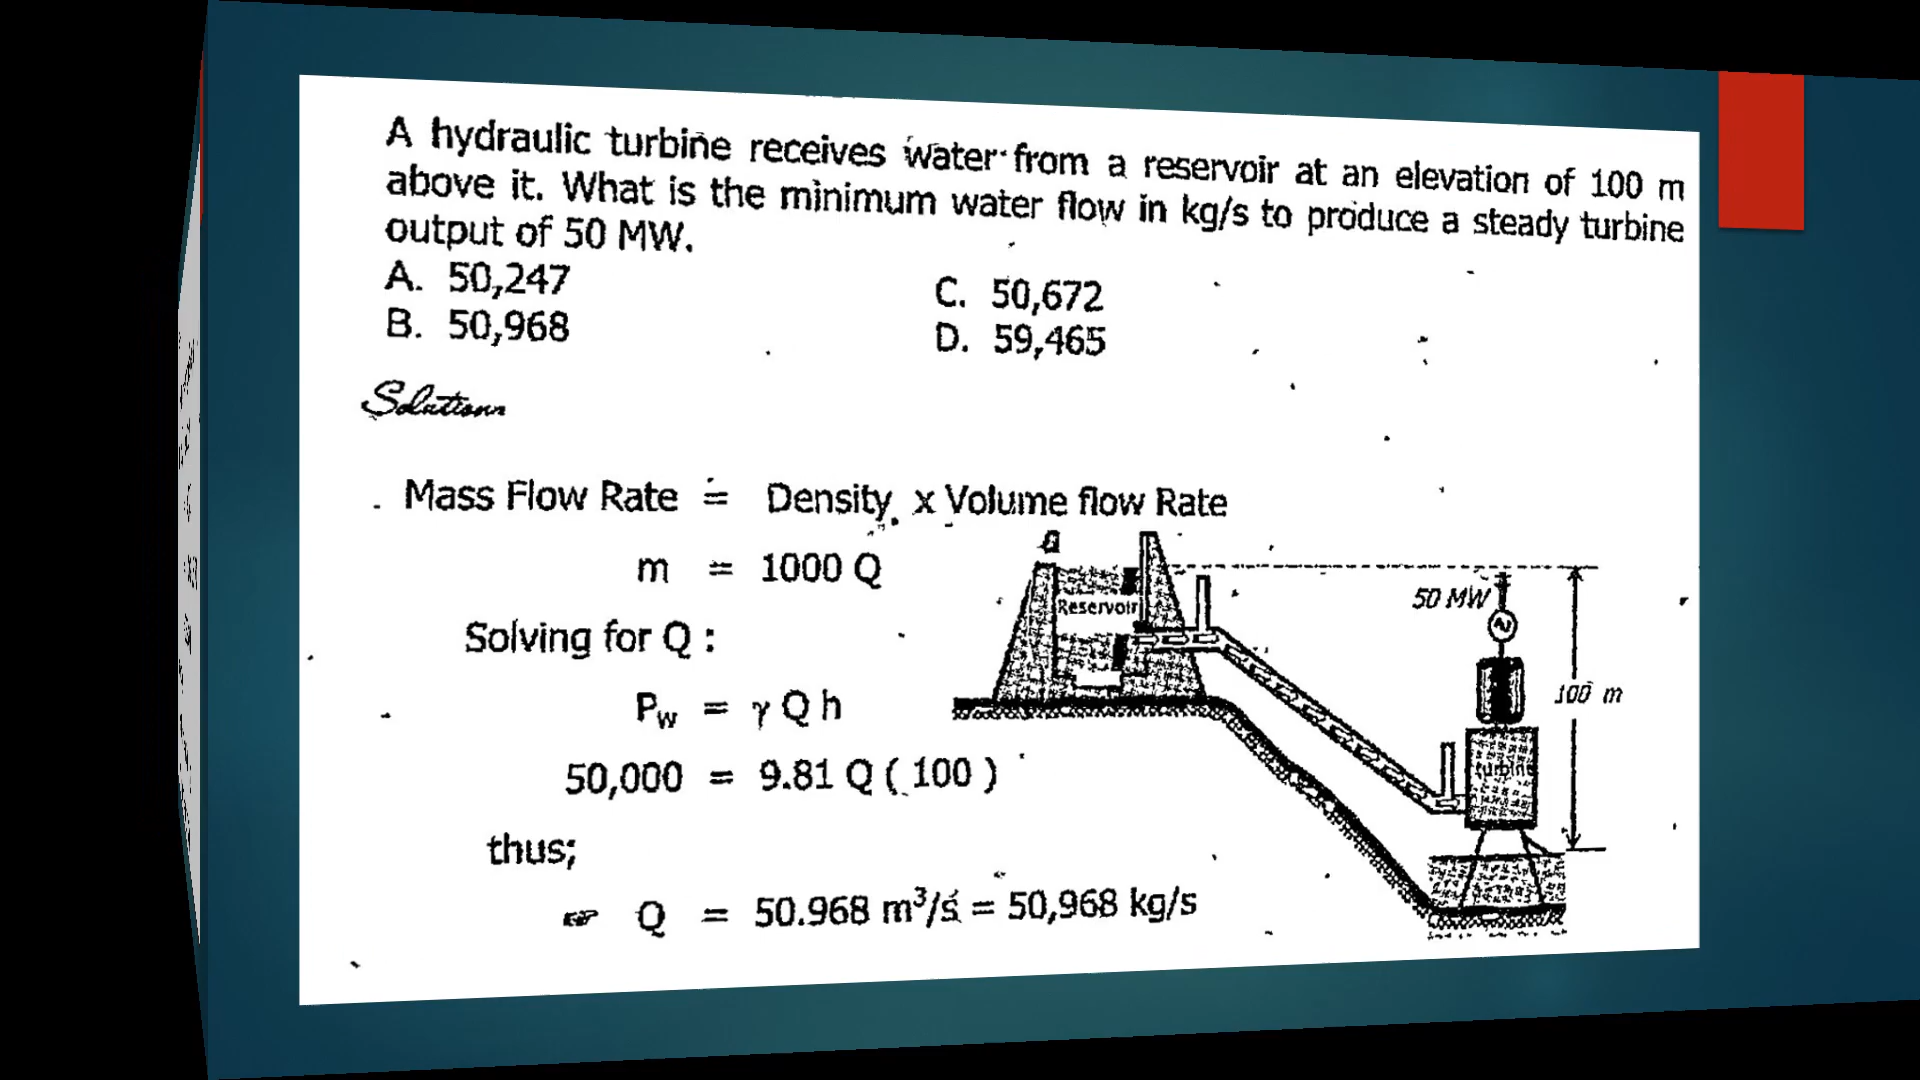 A hydraulic turbine receives water from a reservoir at an elevation of 100 m
above it. What is the minimum water flow in kg/s to produce a steady turbine
output of 50 MW.
A. 50,247
B. 50,968
C. 50,672
D. 59,465
Solution
Mass Flow Rate = Density x Volume flow Rate
m = 1000 Q
Solving for Q :
Pw = γ Q h
50,000 = 9.81 Q ( 100 )
thus;
☞ Q = 50.968 m³/s = 50,968 kg/s
Reservoir
50 MW
100 m
turbine